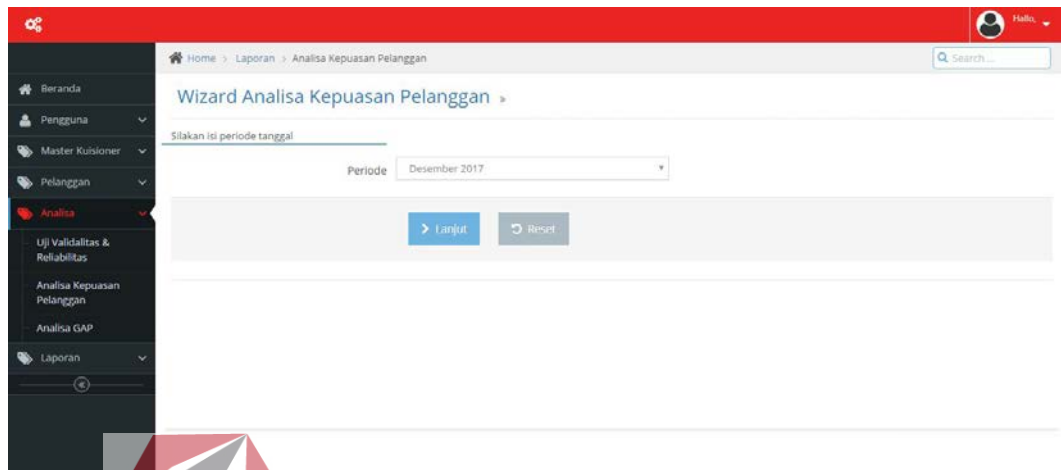 Hallo,
Home > Laporan > Analisa Kepuasan Pelanggan
Search ...
Beranda
Pengguna
Master Kuisioner
Pelanggan
Analisa
Uji Validalitas &
Reliabilitas
Analisa Kepuasan
Pelanggan
Analisa GAP
Laporan
Wizard Analisa Kepuasan Pelanggan »
Silakan isi periode tanggal
Periode
Desember 2017
Lanjut
Reset